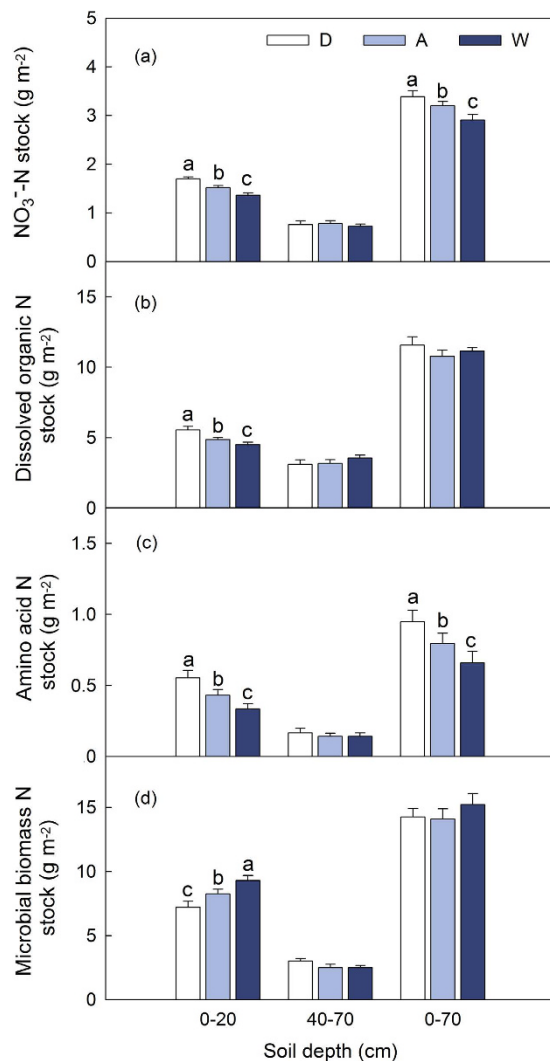 5
D A W
(a)
4
a b c
3
2
a b c
1
0
NO₃⁻-N stock (g m⁻²)
15
(b)
10
a b c
5
0
Dissolved organic N
stock (g m⁻²)
(c)
1.5
a b c
1.0
a b c
0.5
0
Amino acid N
stock (g m⁻²)
(d)
15
10
c b a
5
0
Microbial biomass N
stock (g m⁻²)
0-20 40-70 0-70
Soil depth (cm)